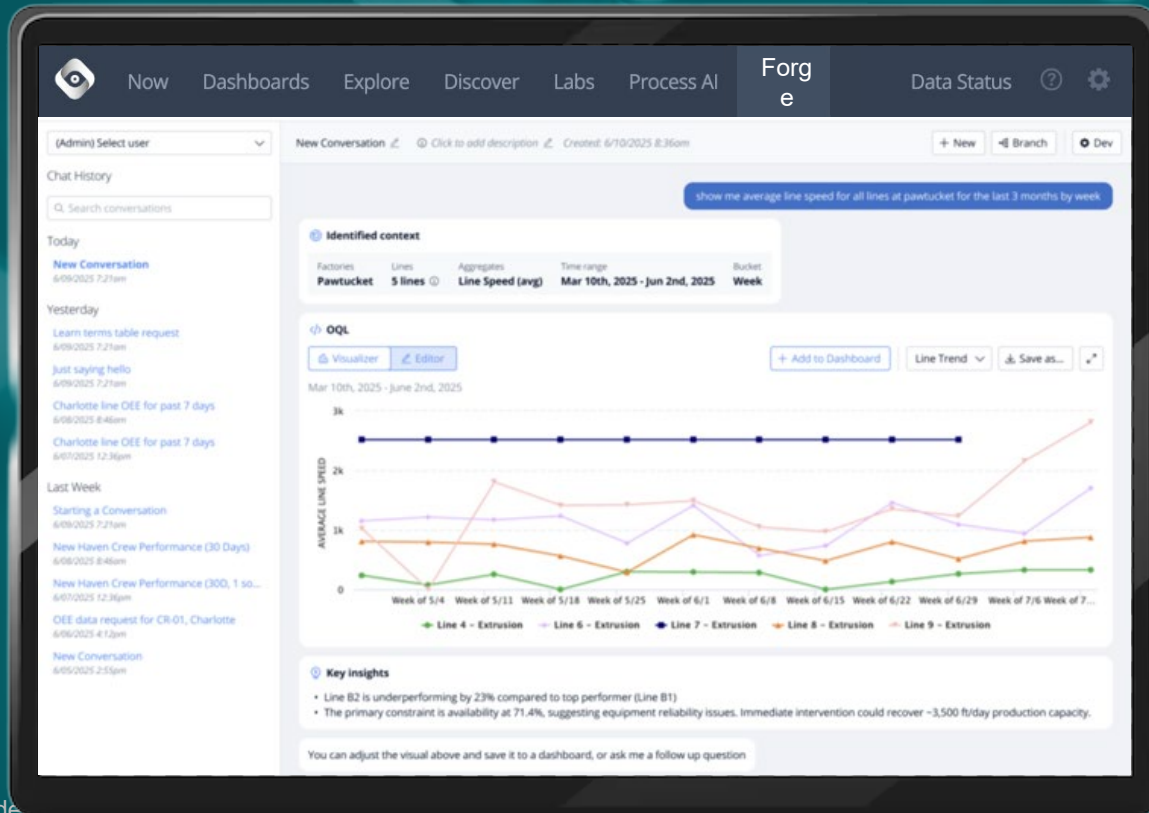 Now Dashboards Explore Discover Labs Process AI Forg
e Data Status ?
(Admin) Select user
Chat History
Search conversations
Today
New Conversation
6/09/2025 7:21am
Yesterday
Learn terms table request
6/09/2025 7:21am
Just saying hello
6/09/2025 7:21am
Charlotte line OEE for past 7 days
6/08/2025 8:46am
Charlotte line OEE for past 7 days
6/07/2025 12:36pm
Last Week
Starting a Conversation
6/09/2025 7:21am
New Haven Crew Performance (30 Days)
6/08/2025 8:46am
New Haven Crew Performance (30D, 1 so...
6/07/2025 12:36pm
OEE data request for CR-01, Charlotte
6/06/2025 4:12pm
New Conversation
6/05/2025 2:55pm
New Conversation Click to add description Created: 6/10/2025 8:36am
+ New Branch Dev
show me average line speed for all lines at pawtucket for the last 3 months by week
Identified context
Factories Lines Aggregates Time range Bucket
Pawtucket 5 lines Line Speed (avg) Mar 10th, 2025 - Jun 2nd, 2025 Week
</> OQL
Visualizer Editor + Add to Dashboard Line Trend Save as...
Mar 10th, 2025 - June 2nd, 2025
AVERAGE LINE SPEED
3k
2k
1k
0
Week of 5/4 Week of 5/11 Week of 5/18 Week of 5/25 Week of 6/1 Week of 6/8 Week of 6/15 Week of 6/22 Week of 6/29 Week of 7/6 Week of 7...
Line 4 - Extrusion Line 6 - Extrusion Line 7 - Extrusion Line 8 - Extrusion Line 9 - Extrusion
Key insights
• Line B2 is underperforming by 23% compared to top performer (Line B1)
• The primary constraint is availability at 71.4%, suggesting equipment reliability issues. Immediate intervention could recover ~3,500 ft/day production capacity.
You can adjust the visual above and save it to a dashboard, or ask me a follow up question